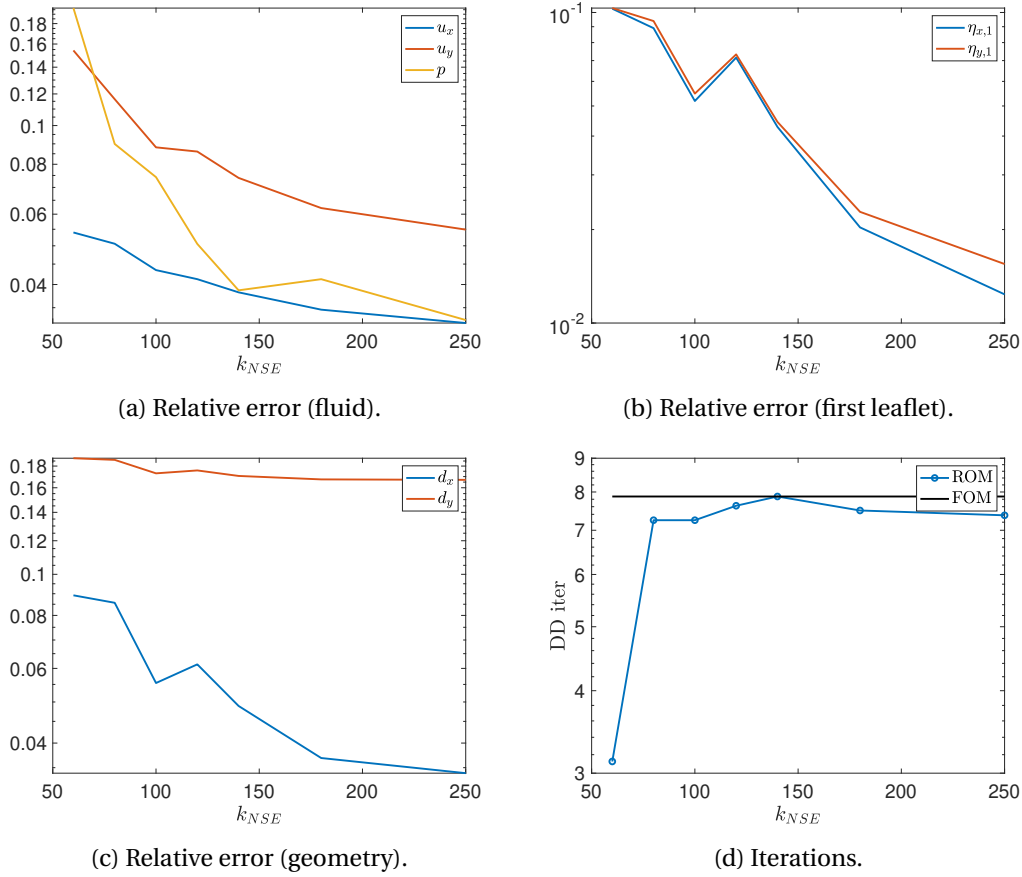 0.18
0.16
0.14
0.12
0.1
0.08
0.06
0.04
50 100 150 200 250
k_{NSE}
u_x
u_y
p
(a) Relative error (fluid).
10^{-1}
10^{-2}
50 100 150 200 250
k_{NSE}
η_{x,1}
η_{y,1}
(b) Relative error (first leaflet).
0.18
0.16
0.14
0.12
0.1
0.08
0.06
0.04
50 100 150 200 250
k_{NSE}
d_x
d_y
(c) Relative error (geometry).
9
8
7
6
5
4
3
DD iter
50 100 150 200 250
k_{NSE}
ROM
FOM
(d) Iterations.